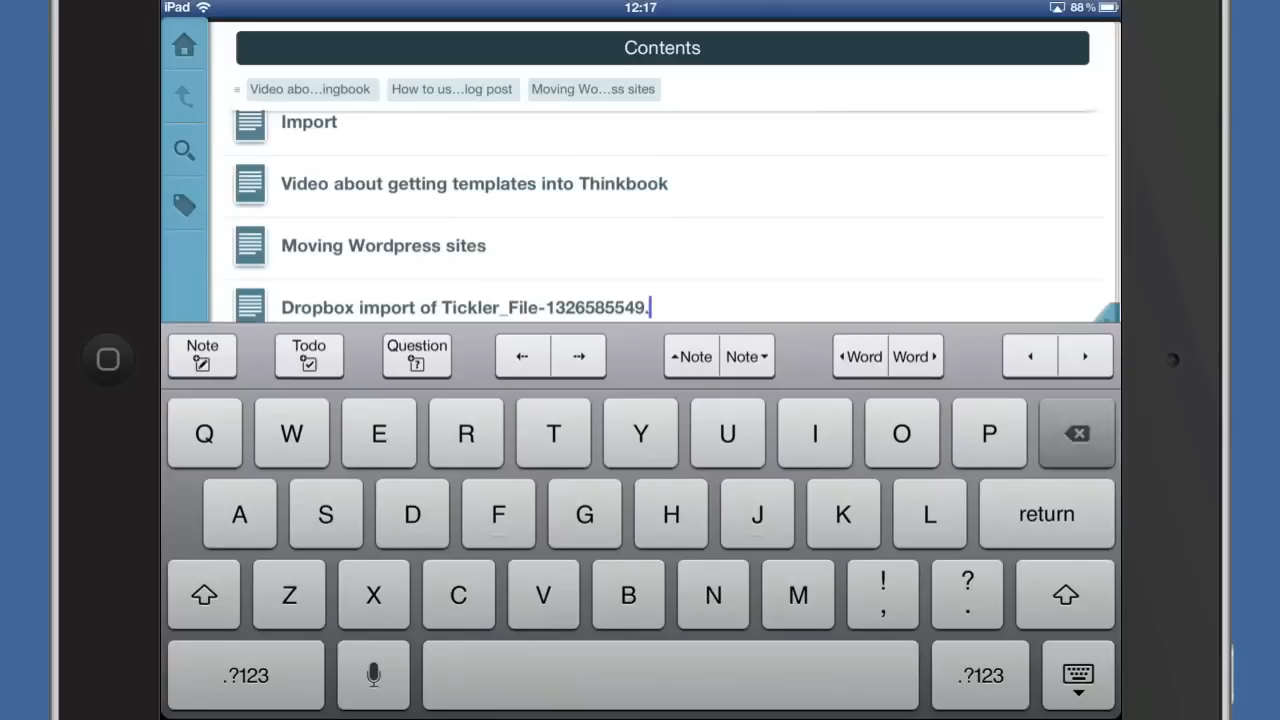 iPad 12:17 88%
Contents
Video abo...ingbook How to us...log post Moving Wo...ss sites
Import
Video about getting templates into Thinkbook
Moving Wordpress sites
Dropbox import of Tickler_File-1326585549.
Note Todo Question ← → Note Note Word Word
Q W E R T Y U I O P
A S D F G H J K L return
Z X C V B N M ! , ? .
.?123 .?123